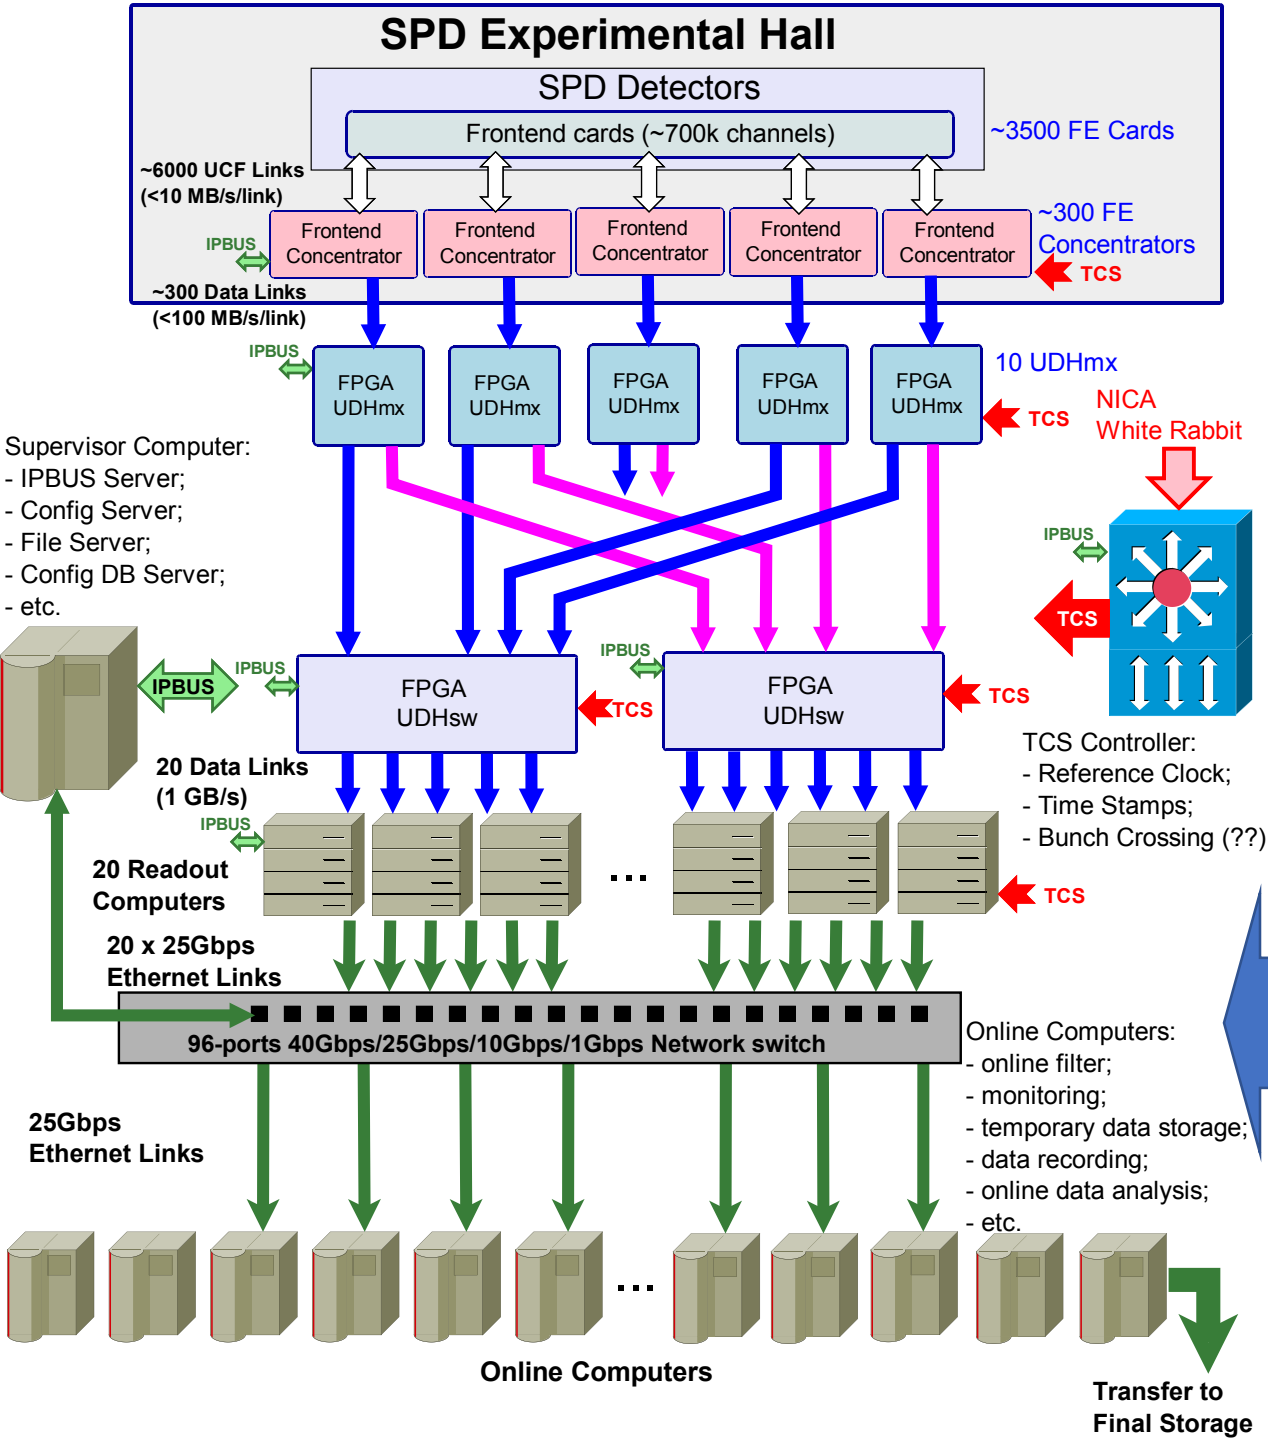 SPD Experimental Hall
SPD Detectors
Frontend cards (~700k channels)
~3500 FE Cards
~6000 UCF Links
(<10 MB/s/link)
Frontend
Concentrator
Frontend
Concentrator
Frontend
Concentrator
Frontend
Concentrator
Frontend
Concentrator
~300 FE
Concentrators
IPBUS
TCS
~300 Data Links
(<100 MB/s/link)
IPBUS
FPGA
UDHmx
FPGA
UDHmx
FPGA
UDHmx
FPGA
UDHmx
FPGA
UDHmx
10 UDHmx
TCS
NICA
White Rabbit
Supervisor Computer:
- IPBUS Server;
- Config Server;
- File Server;
- Config DB Server;
- etc.
IPBUS
TCS
IPBUS
IPBUS
FPGA
UDHsw
TCS
IPBUS
FPGA
UDHsw
TCS
TCS Controller:
- Reference Clock;
- Time Stamps;
- Bunch Crossing (??)
20 Data Links
(1 GB/s)
IPBUS
20 Readout
Computers
...
TCS
20 x 25Gbps
Ethernet Links
96-ports 40Gbps/25Gbps/10Gbps/1Gbps Network switch
Online Computers:
- online filter;
- monitoring;
- temporary data storage;
- data recording;
- online data analysis;
- etc.
25Gbps
Ethernet Links
...
Online Computers
Transfer to
Final Storage